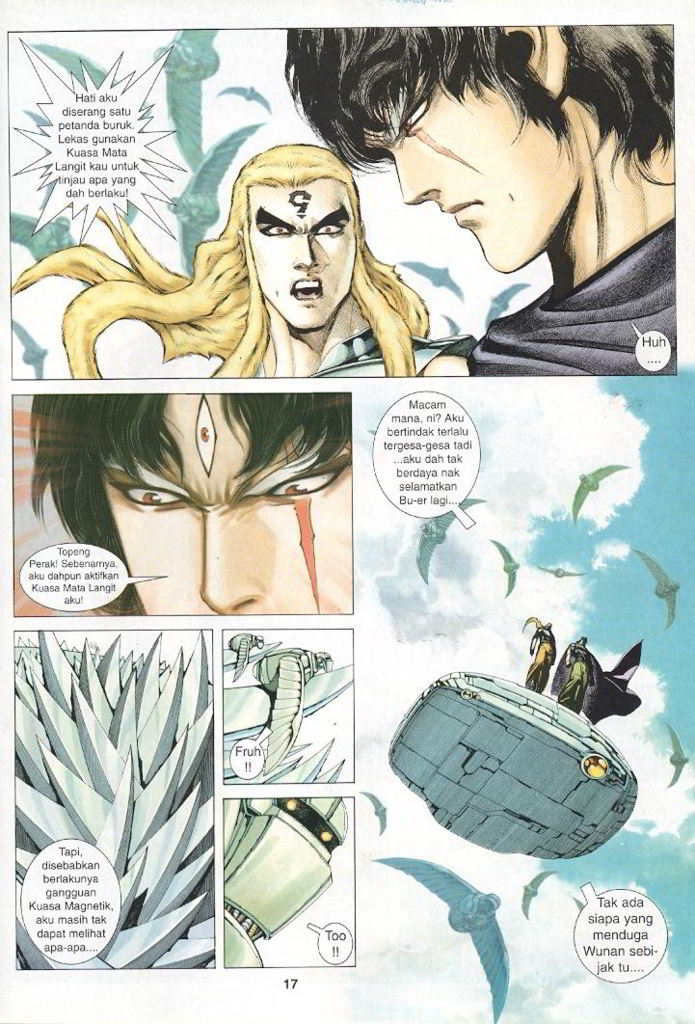 Hati aku
diserang satu
petanda buruk.
Lekas gunakan
Kuasa Mata
Langit kau untuk
tinjau apa yang
dah berlaku!
Huh
....
Topeng
Perak! Sebenarnya,
aku dahpun aktifkan
Kuasa Mata Langit
aku!
Macam
mana, ni? Aku
bertindak terlalu
tergesa-gesa tadi
...aku dah tak
berdaya nak
selamatkan
Bu-er lagi....
Tapi,
disebabkan
berlakunya
gangguan
Kuasa Magnetik,
aku masih tak
dapat melihat
apa-apa....
Fruh
!!
Too
!!
Tak ada
siapa yang
menduga
Wunan sebi-
jak tu....
17